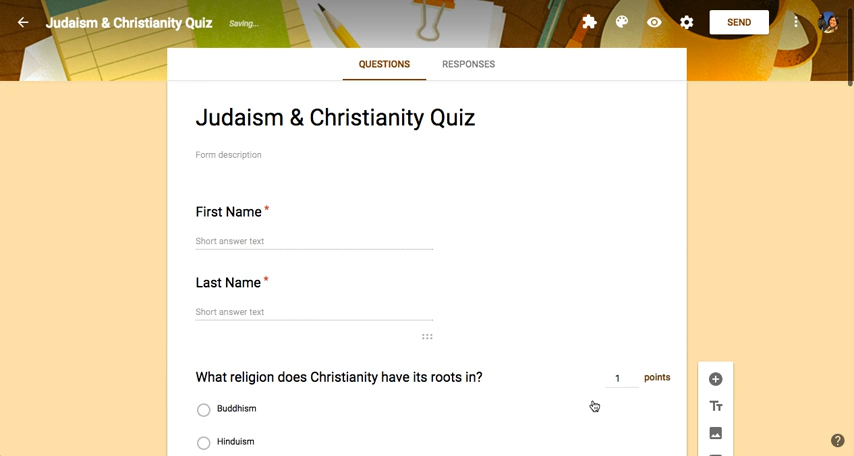 Judaism & Christianity Quiz Saving... SEND
QUESTIONS RESPONSES
Judaism & Christianity Quiz
Form description
First Name *
Short answer text
Last Name *
Short answer text
What religion does Christianity have its roots in? 1 points
Buddhism
Tт
Hinduism